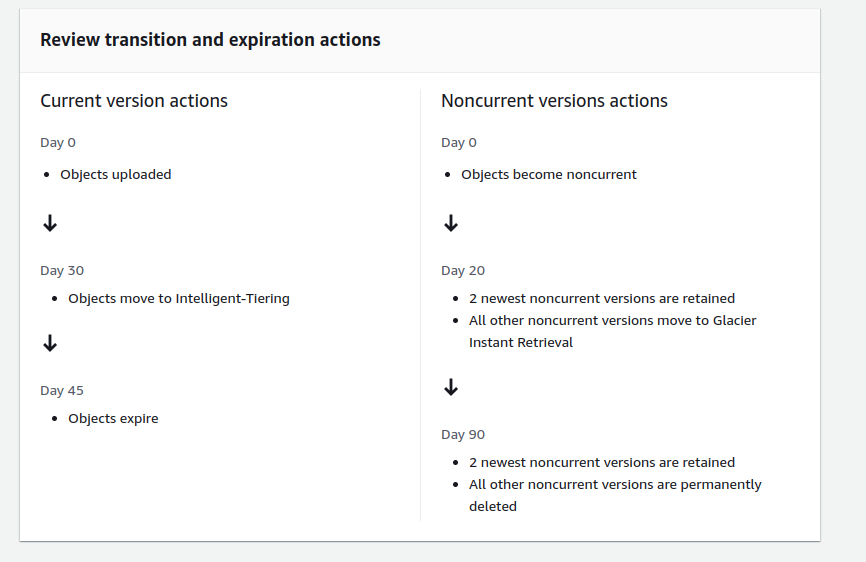 Review transition and expiration actions
Current version actions
Day 0
Objects uploaded
Day 30
Objects move to Intelligent-Tiering
Day 45
Objects expire
Noncurrent versions actions
Day 0
Objects become noncurrent
Day 20
2 newest noncurrent versions are retained
All other noncurrent versions move to Glacier
Instant Retrieval
Day 90
2 newest noncurrent versions are retained
All other noncurrent versions are permanently
deleted